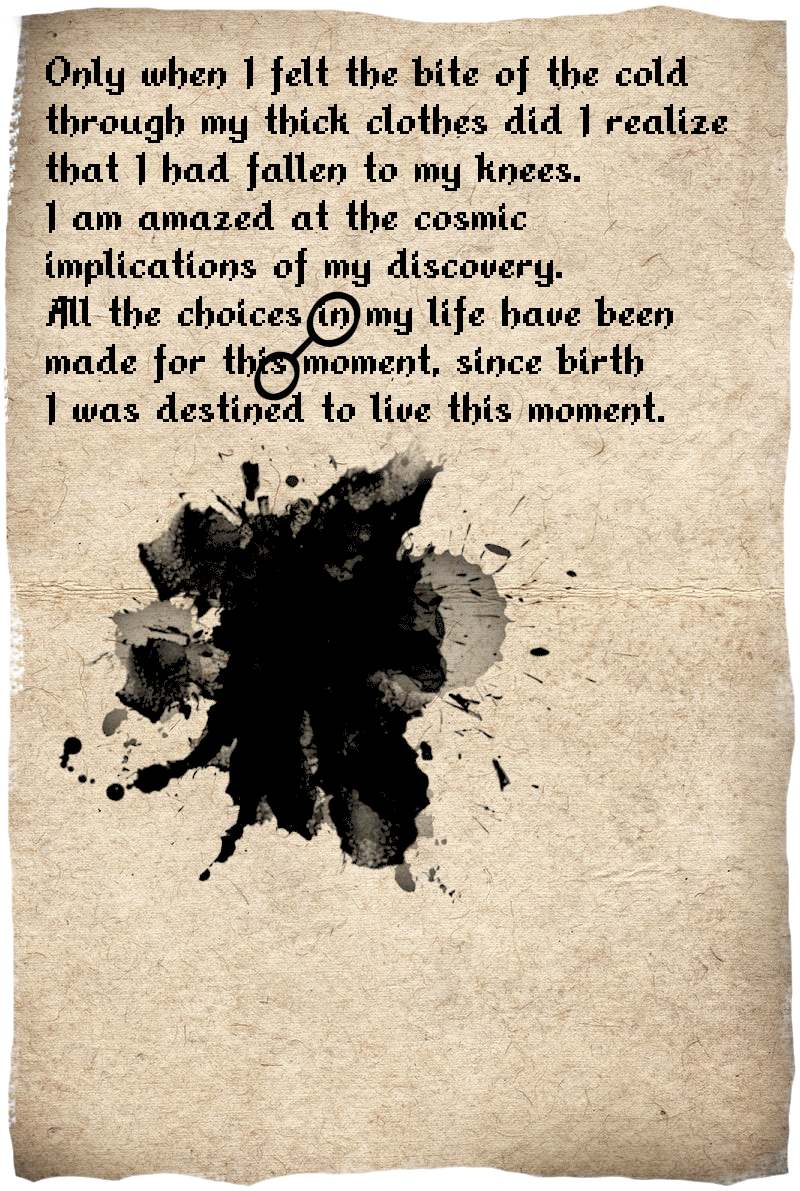 Only when I felt the bite of the cold
through my thick clothes did I realize
that I had fallen to my knees.
I am amazed at the cosmic
implications of my discovery.
All the choices in my life have been
made for this moment, since birth
I was destined to live this moment.